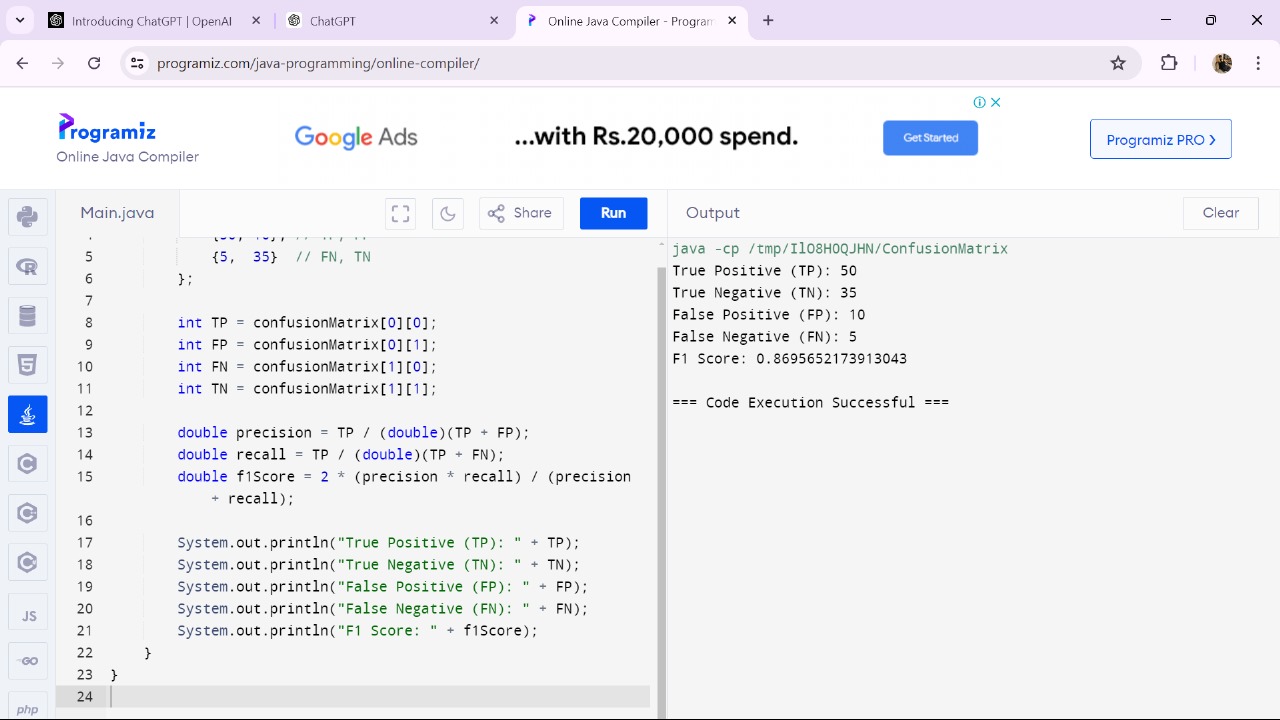 Introducing ChatGPT | OpenAI
ChatGPT
Online Java Compiler - Program
programiz.com/java-programming/online-compiler/
Programiz
Online Java Compiler
Google Ads
...with Rs.20,000 spend.
Get Started
Programiz PRO >
Main.java
Share
Run
Output
Clear
5 {5, 35} // FN, TN
6 };
7
8 int TP = confusionMatrix[0][0];
9 int FP = confusionMatrix[0][1];
10 int FN = confusionMatrix[1][0];
11 int TN = confusionMatrix[1][1];
12
13 double precision = TP / (double)(TP + FP);
14 double recall = TP / (double)(TP + FN);
15 double f1Score = 2 * (precision * recall) / (precision
+ recall);
16
17 System.out.println("True Positive (TP): " + TP);
18 System.out.println("True Negative (TN): " + TN);
19 System.out.println("False Positive (FP): " + FP);
20 System.out.println("False Negative (FN): " + FN);
21 System.out.println("F1 Score: " + f1Score);
22 }
23 }
24
JS
GO
php
java -cp /tmp/IlO8H0QJHN/ConfusionMatrix
True Positive (TP): 50
True Negative (TN): 35
False Positive (FP): 10
False Negative (FN): 5
F1 Score: 0.8695652173913043
=== Code Execution Successful ===